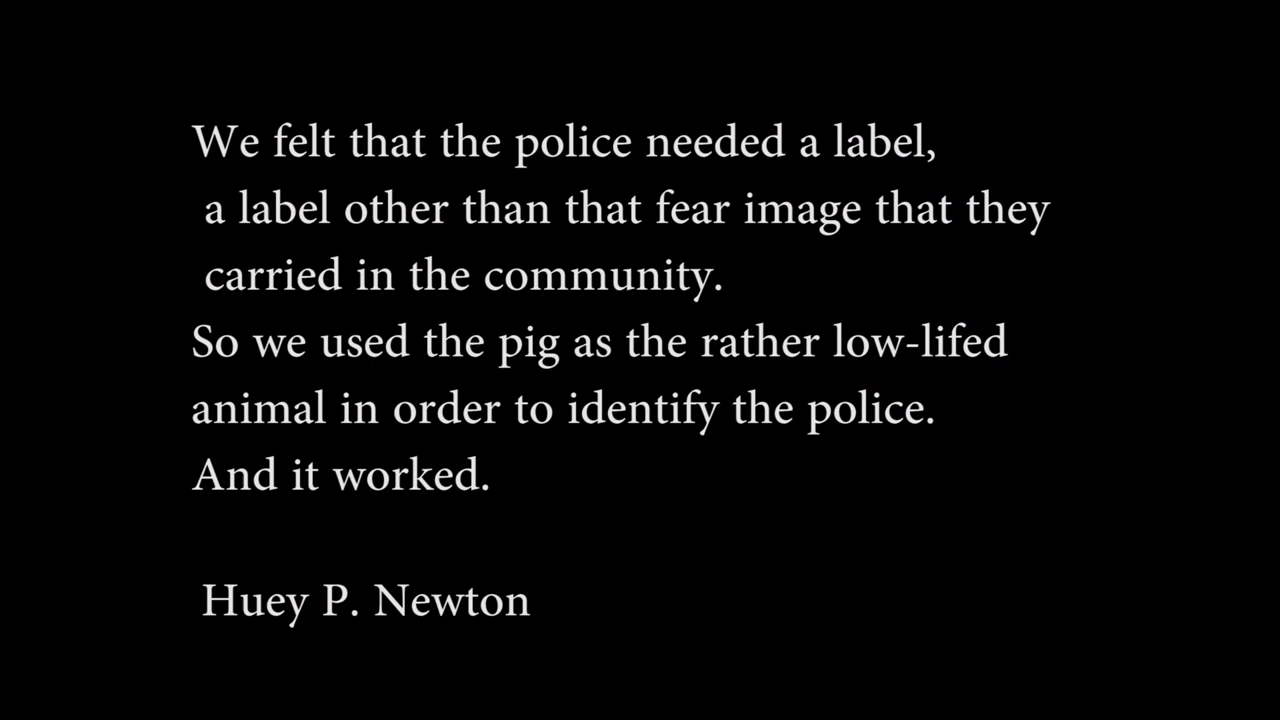 We felt that the police needed a label,
a label other than that fear image that they
carried in the community.
So we used the pig as the rather low-lifed
animal in order to identify the police.
And it worked.
Huey P. Newton